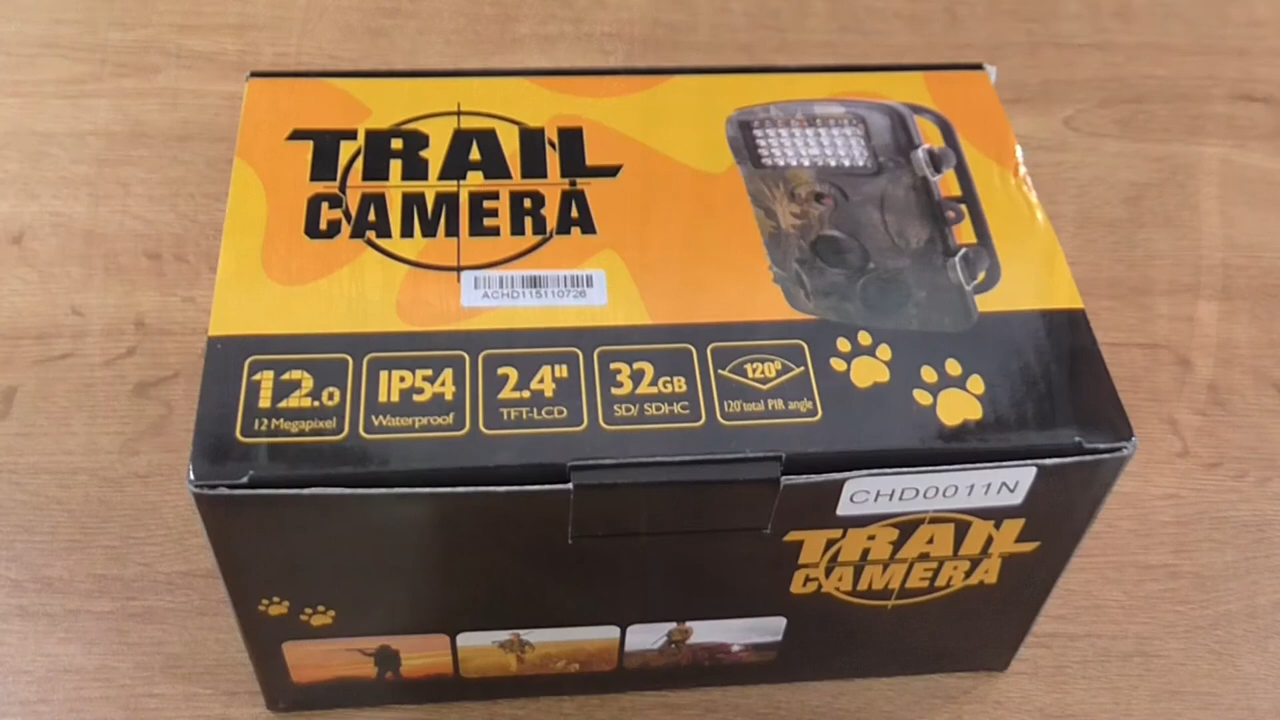 TRAIL
CAMERA
ACHD115110726
12.0
12 Megapixel
IP54
Waterproof
2.4"
TFT-LCD
32GB
SD/ SDHC
120°
120°total PIR angle
CHD0011N
TRAIL
CAMERA